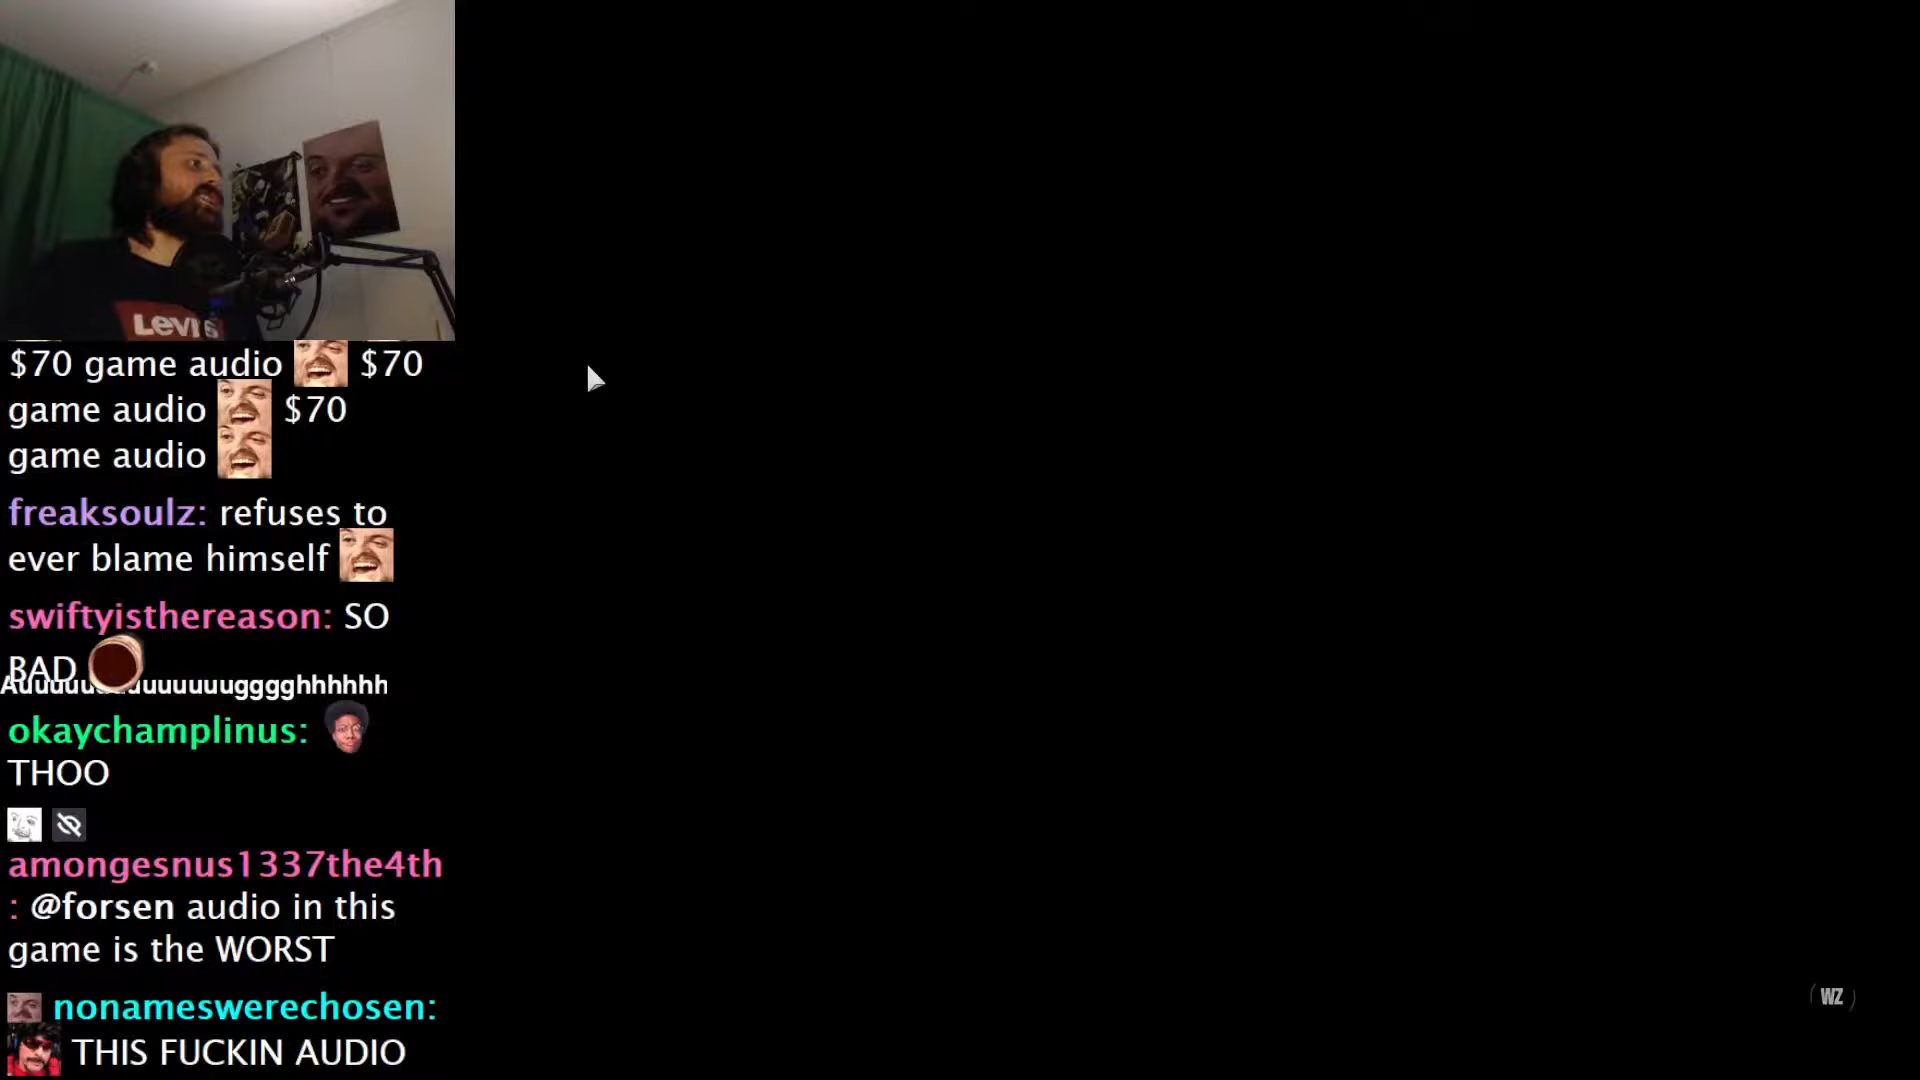 Levi's
$70 game audio $70
game audio $70
game audio
freaksoulz: refuses to
ever blame himself
swiftyisthereason: SO
BAD
Auuuuuuuuuuuuuugggghhhhhh
okaychamplinus:
THOO
amongesnus1337the4th
: @forsen audio in this
game is the WORST
nonameswerechosen:
THIS FUCKIN AUDIO
WZ